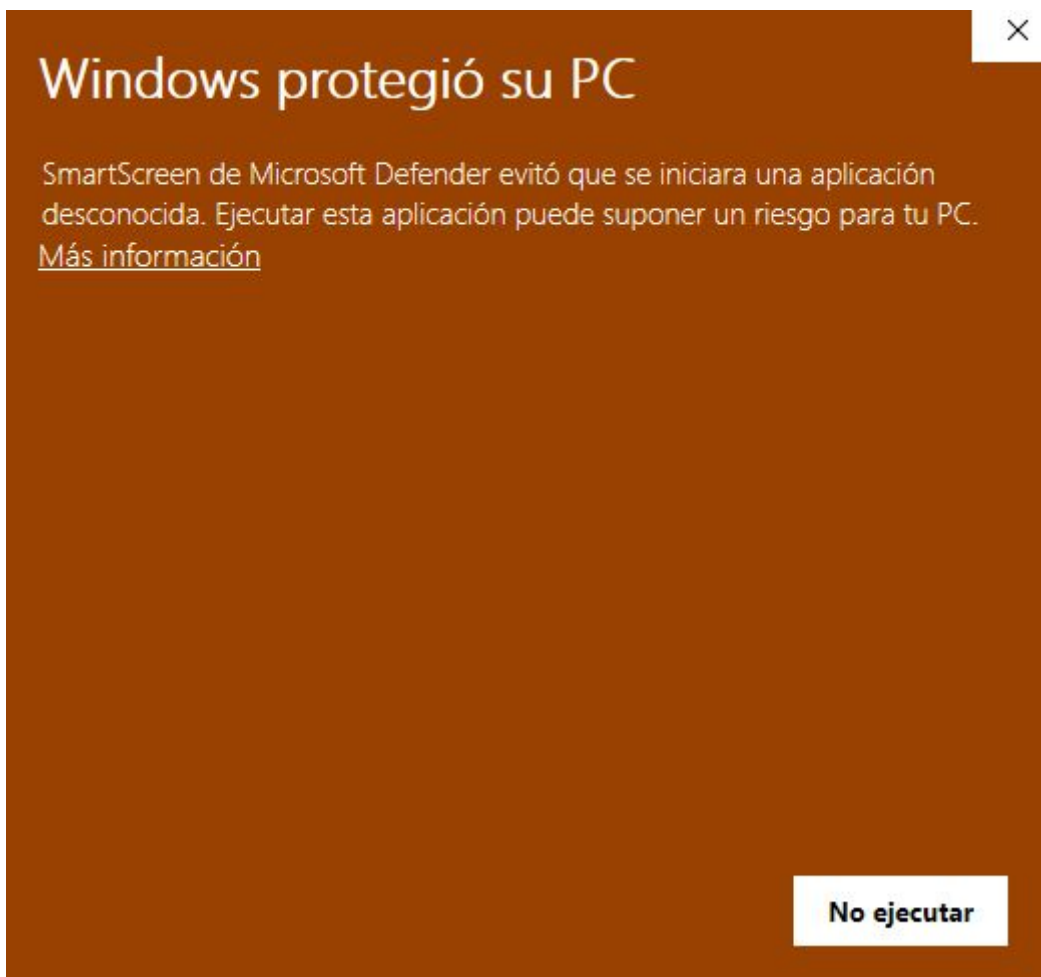 Windows protegió su PC
SmartScreen de Microsoft Defender evitó que se iniciara una aplicación
desconocida. Ejecutar esta aplicación puede suponer un riesgo para tu PC.
Más información
No ejecutar